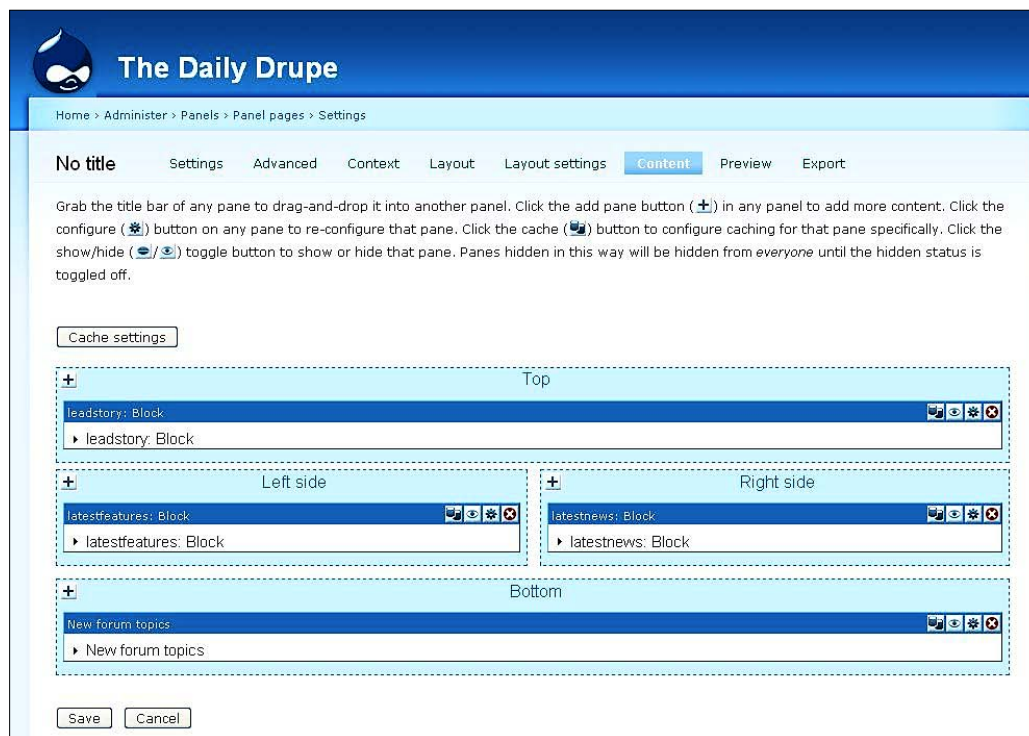 The Daily Drupe
Home > Administer > Panels > Panel pages > Settings
No title Settings Advanced Context Layout Layout settings Content Preview Export
Grab the title bar of any pane to drag-and-drop it into another panel. Click the add pane button ( ) in any panel to add more content. Click the
configure ( ) button on any pane to re-configure that pane. Click the cache ( ) button to configure caching for that pane specifically. Click the
show/hide ( / ) toggle button to show or hide that pane. Panes hidden in this way will be hidden from everyone until the hidden status is
toggled off.
Cache settings
Top
leadstory: Block
leadstory: Block
Left side
latestfeatures: Block
latestfeatures: Block
Right side
latestnews: Block
latestnews: Block
Bottom
New forum topics
New forum topics
Save Cancel